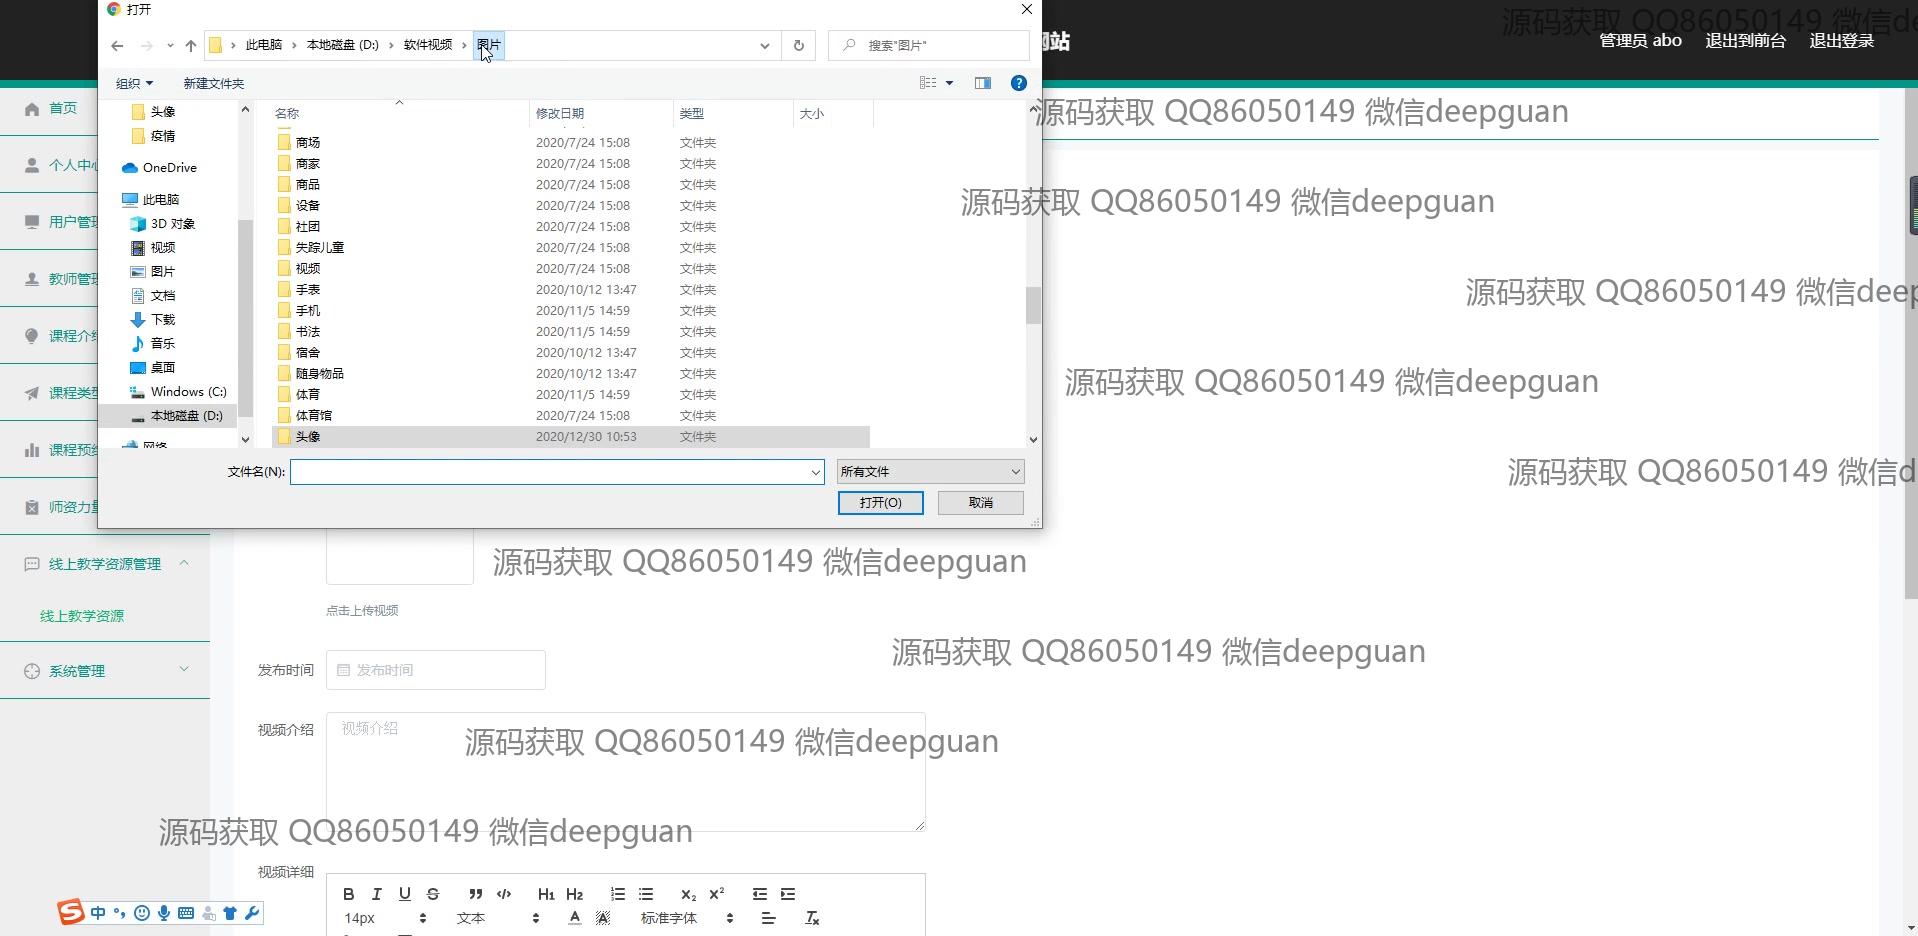 打开
此电脑 › 本地磁盘 (D:) › 软件视频 › 图片
搜索"图片"
网站
管理员 abo 退出到前台 退出登录
源码获取 QQ86050149 微信de
组织 新建文件夹
名称 修改日期 类型 大小
源码获取 QQ86050149 微信deepguan
首页
头像
疫情
OneDrive
此电脑
3D 对象
视频
图片
文档
下载
音乐
桌面
Windows (C:)
本地磁盘 (D:)
网络
商场 2020/7/24 15:08 文件夹
商家 2020/7/24 15:08 文件夹
商品 2020/7/24 15:08 文件夹
设备 2020/7/24 15:08 文件夹
社团 2020/7/24 15:08 文件夹
失踪儿童 2020/7/24 15:08 文件夹
视频 2020/7/24 15:08 文件夹
手表 2020/10/12 13:47 文件夹
手机 2020/11/5 14:59 文件夹
书法 2020/11/5 14:59 文件夹
宿舍 2020/10/12 13:47 文件夹
随身物品 2020/10/12 13:47 文件夹
体育 2020/11/5 14:59 文件夹
体育馆 2020/7/24 15:08 文件夹
头像 2020/12/30 10:53 文件夹
文件名(N):
所有文件
打开(O) 取消
个人中
用户管
教师管
课程介
课程类
课程预
师资力
线上教学资源管理
线上教学资源
系统管理
源码获取 QQ86050149 微信deepguan
源码获取 QQ86050149 微信deep
源码获取 QQ86050149 微信deepguan
源码获取 QQ86050149 微信d
源码获取 QQ86050149 微信deepguan
点击上传视频
源码获取 QQ86050149 微信deepguan
发布时间 发布时间
视频介绍 视频介绍
源码获取 QQ86050149 微信deepguan
源码获取 QQ86050149 微信deepguan
视频详细
B I U S H1 H2 X2 X2
14px 文本 A A 标准字体 Tx
S 中